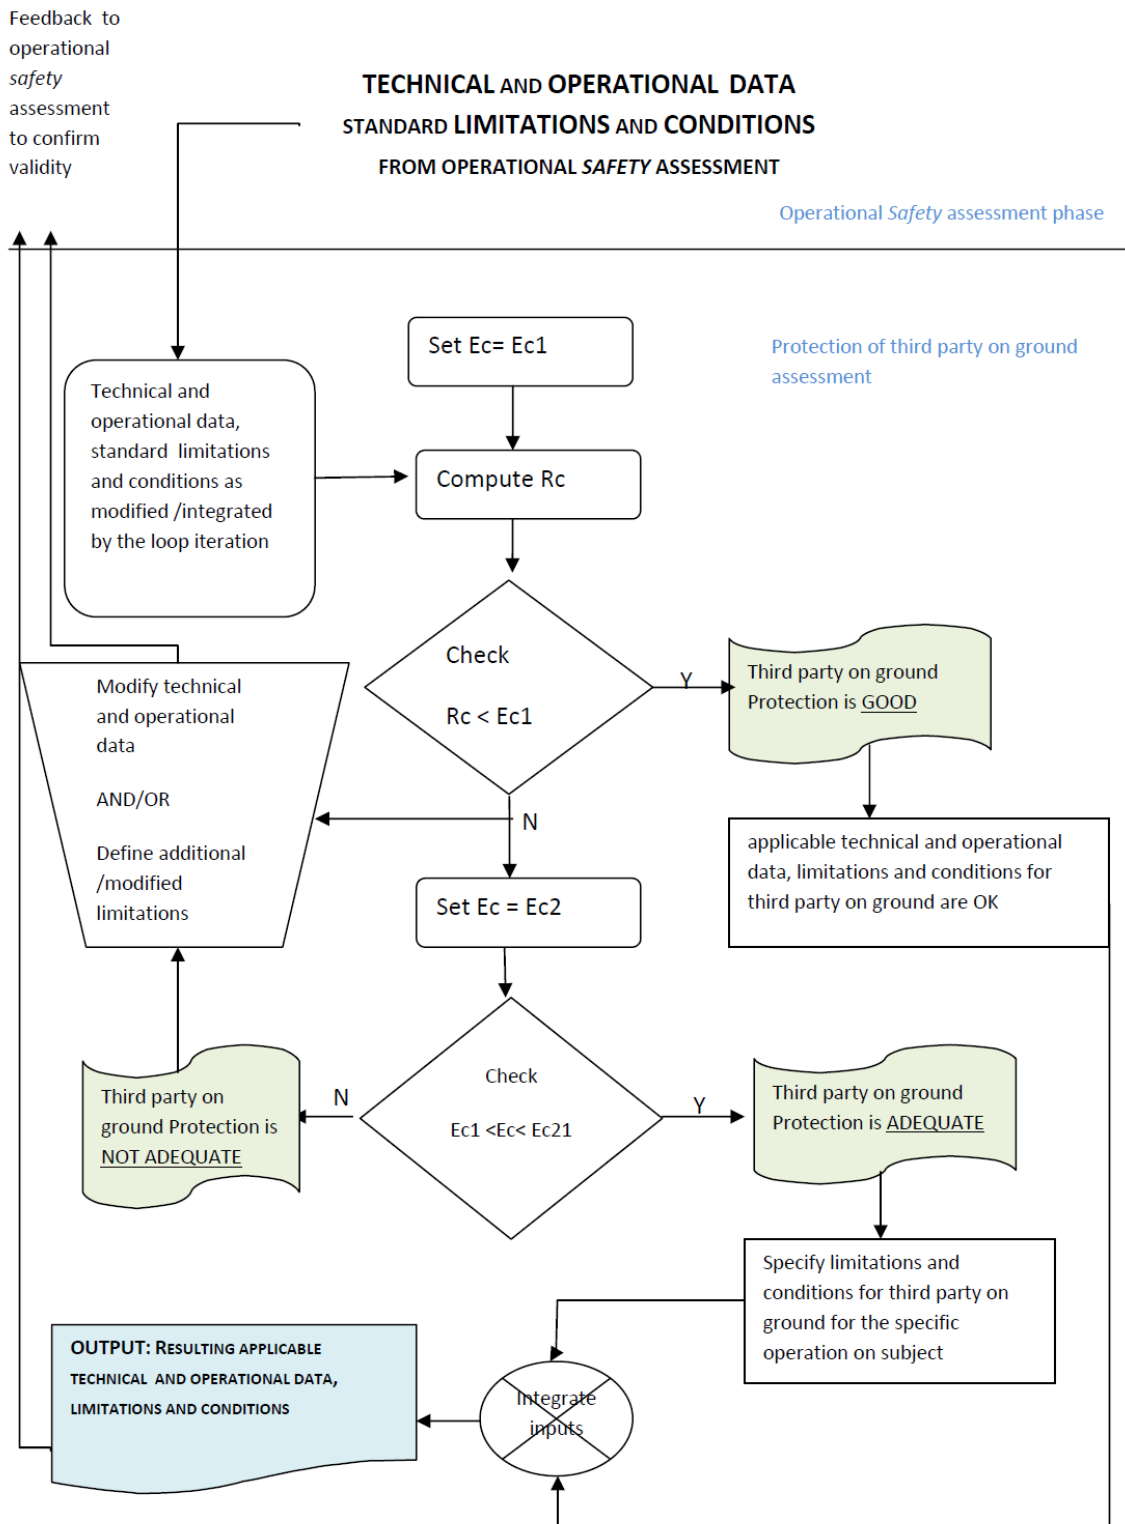 Feedback to
operational
safety
assessment
to confirm
validity
TECHNICAL AND OPERATIONAL DATA
STANDARD LIMITATIONS AND CONDITIONS
FROM OPERATIONAL SAFETY ASSESSMENT
Operational Safety assessment phase
Set Ec= Ec1
Protection of third party on ground
assessment
Technical and
operational data,
standard limitations
and conditions as
modified /integrated
by the loop iteration
Compute Rc
Check
Rc < Ec1
Y
Third party on ground
Protection is GOOD
Modify technical
and operational
data
AND/OR
Define additional
/modified
limitations
N
applicable technical and operational
data, limitations and conditions for
third party on ground are OK
Set Ec = Ec2
Check
Ec1 <Ec< Ec21
N
Third party on
ground Protection is
NOT ADEQUATE
Y
Third party on ground
Protection is ADEQUATE
Specify limitations and
conditions for third party on
ground for the specific
operation on subject
OUTPUT: RESULTING APPLICABLE
TECHNICAL AND OPERATIONAL DATA,
LIMITATIONS AND CONDITIONS
Integrate
inputs